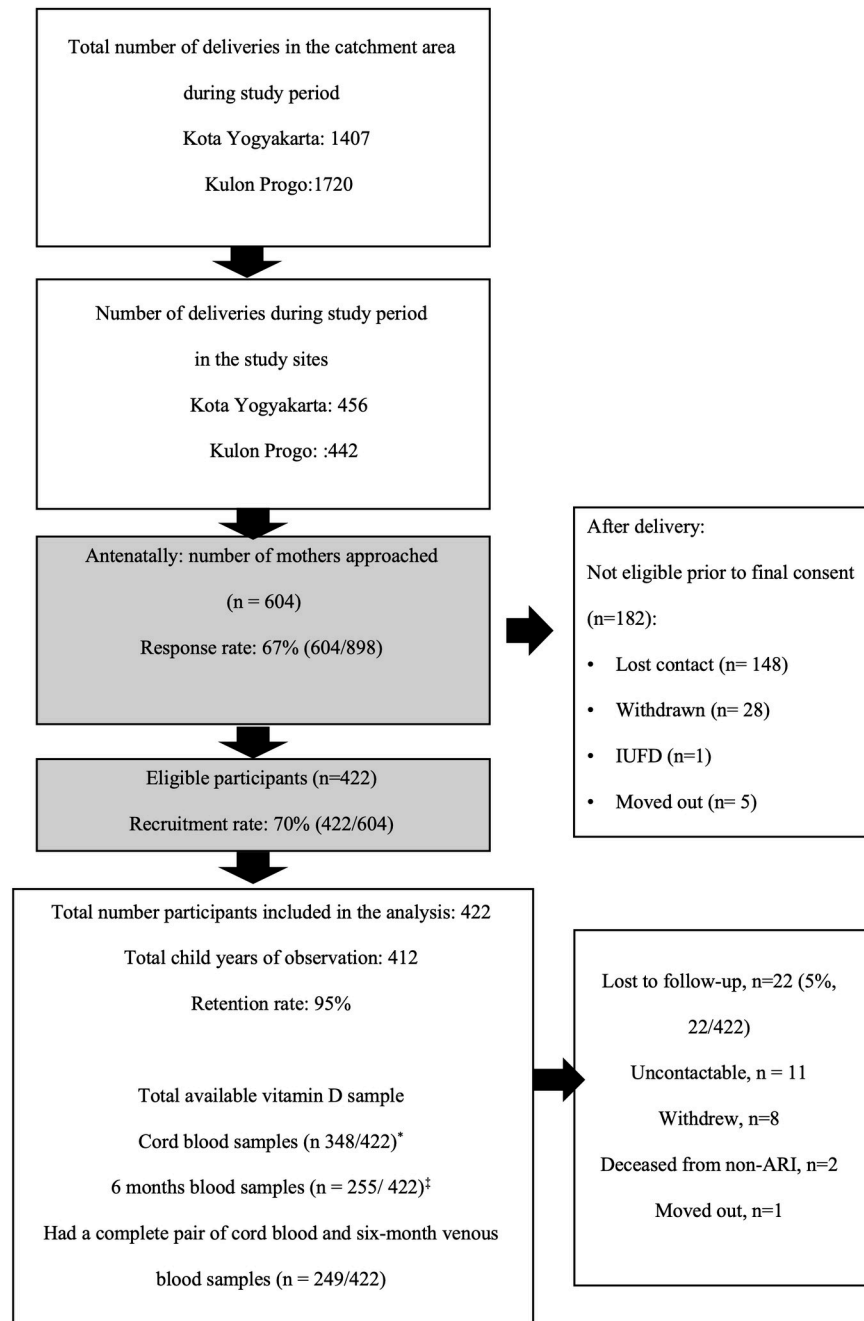 Total number of deliveries in the catchment area
during study period
Kota Yogyakarta: 1407
Kulon Progo:1720
Number of deliveries during study period
in the study sites
Kota Yogyakarta: 456
Kulon Progo: :442
Antenatally: number of mothers approached
(n = 604)
Response rate: 67% (604/898)
After delivery:
Not eligible prior to final consent
(n=182):
• Lost contact (n= 148)
• Withdrawn (n= 28)
• IUFD (n=1)
• Moved out (n= 5)
Eligible participants (n=422)
Recruitment rate: 70% (422/604)
Total number participants included in the analysis: 422
Total child years of observation: 412
Retention rate: 95%
Total available vitamin D sample
Cord blood samples (n 348/422)*
6 months blood samples (n = 255/ 422)‡
Had a complete pair of cord blood and six-month venous
blood samples (n = 249/422)
Lost to follow-up, n=22 (5%,
22/422)
Uncontactable, n = 11
Withdrew, n=8
Deceased from non-ARI, n=2
Moved out, n=1